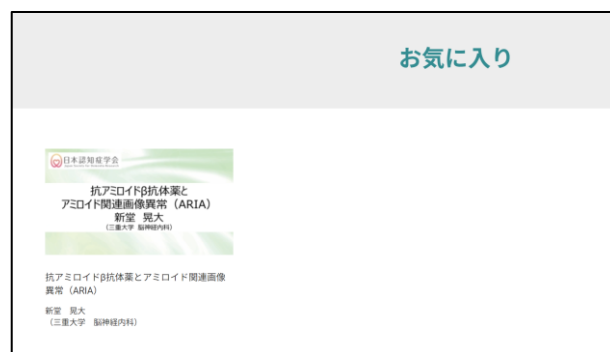 お気に入り
日本認知症学会
抗アミロイドβ抗体薬と
アミロイド関連画像異常（ARIA）
新堂 晃大
（三重大学 脳神経内科）
抗アミロイドβ抗体薬とアミロイド関連画像
異常（ARIA）
新堂　晃大
（三重大学　脳神経内科）